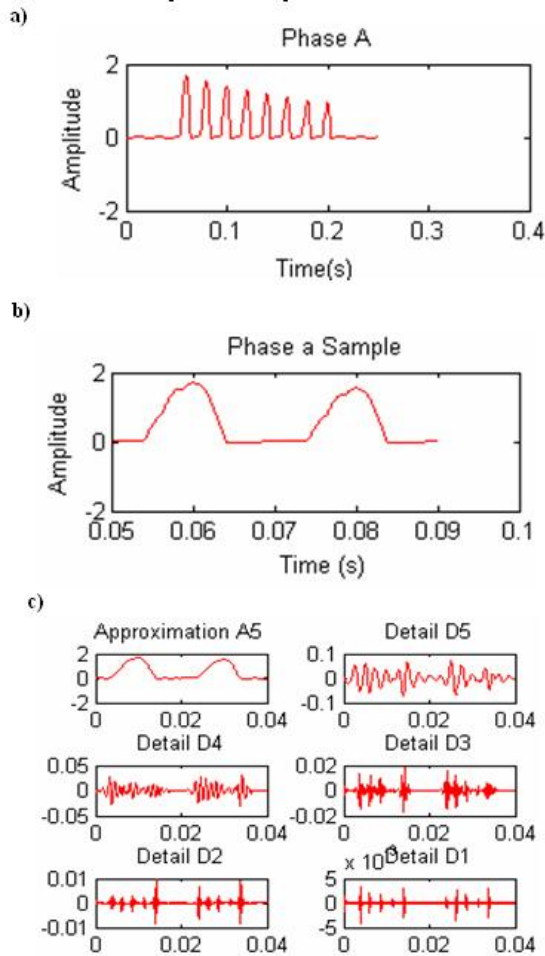 a)
Phase A
2
0
-2
Amplitude
0 0.1 0.2 0.3 0.4
Time(s)
b)
Phase a Sample
2
0
-2
Amplitude
0.05 0.06 0.07 0.08 0.09 0.1
Time (s)
c)
Approximation A5
2
0
-2
0 0.02 0.04
Detail D5
0.1
0
-0.1
0 0.02 0.04
Detail D4
0.05
0
-0.05
0 0.02 0.04
Detail D3
0.02
0
-0.02
0 0.02 0.04
Detail D2
0.01
0
-0.01
0 0.02 0.04
Detail D1
x 10
5
0
-5
0 0.02 0.04